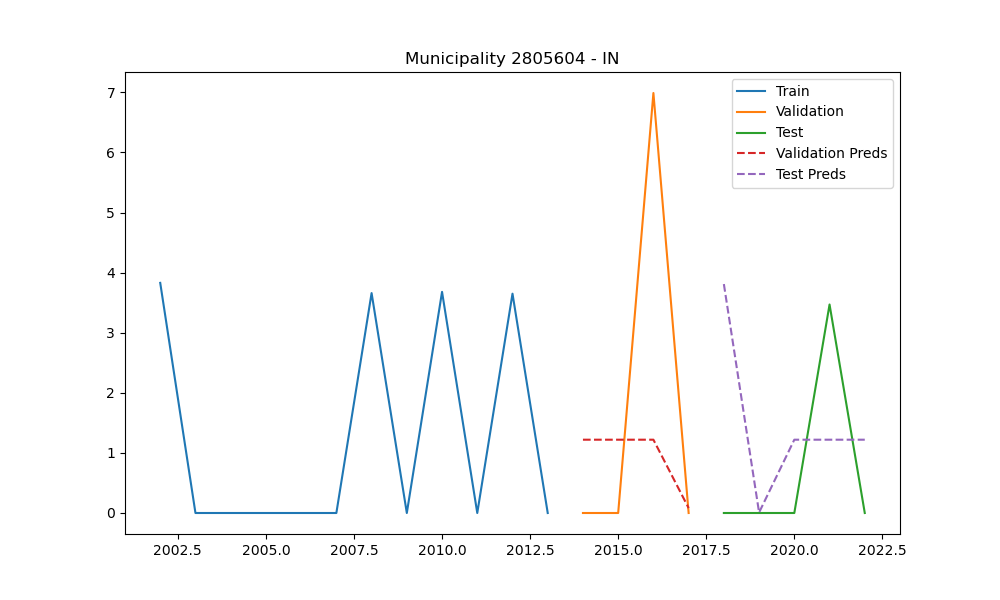 Municipality 2805604 - IN
Train
Validation
Test
Validation Preds
Test Preds
7
6
5
4
3
2
1
0
2002.5 2005.0 2007.5 2010.0 2012.5 2015.0 2017.5 2020.0 2022.5